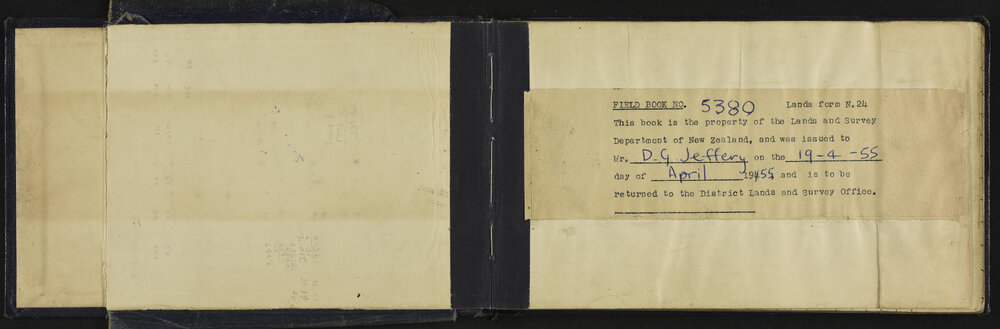 FIELD BOOK NO. 5380 Lands form N.24
This book is the property of the Lands and Survey
Department of New Zealand, and was issued to
Mr. D.G. Jeffery on the 19-4-55
day of April 1955, and is to be
returned to the District Lands and Survey Office.